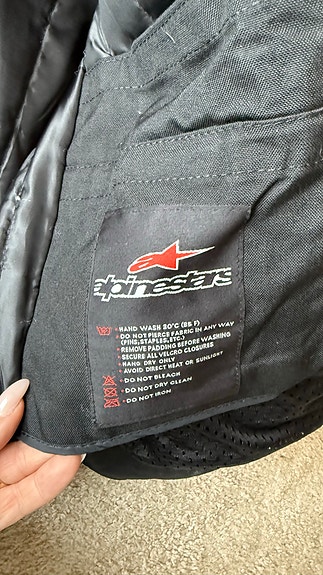 alpinestars
• HAND WASH 30°C (86 F)
• DO NOT PIERCE FABRIC IN ANY WAY
(PINS, STAPLES, ETC.)
• REMOVE PADDING BEFORE WASHING
• SECURE ALL VELCRO CLOSURES
• HANG DRY ONLY
• AVOID DIRECT HEAT OR SUNLIGHT
• DO NOT BLEACH
• DO NOT DRY CLEAN
• DO NOT IRON